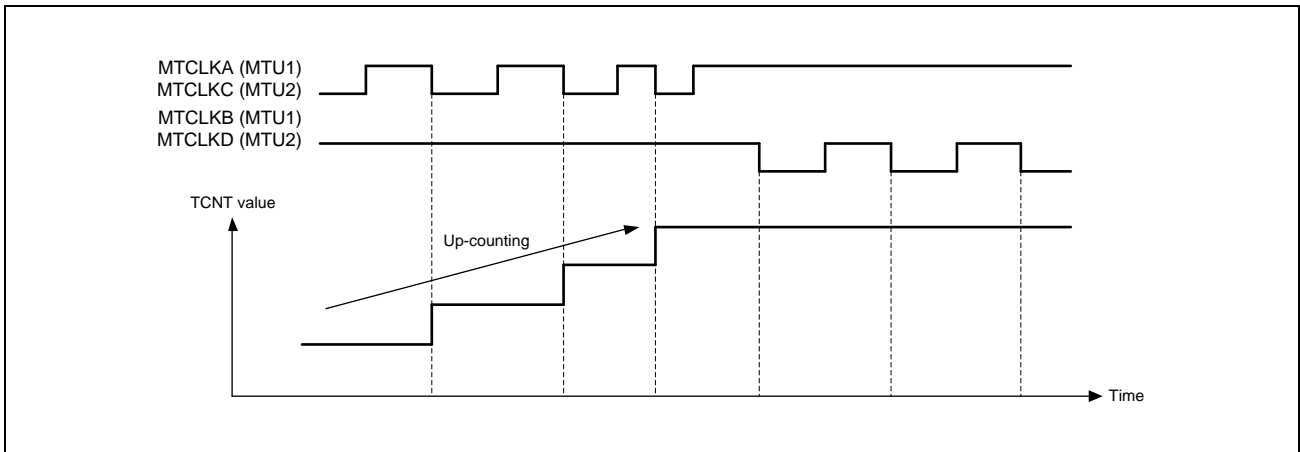 MTCLKA (MTU1)
MTCLKC (MTU2)
MTCLKB (MTU1)
MTCLKD (MTU2)
TCNT value
Up-counting
Time